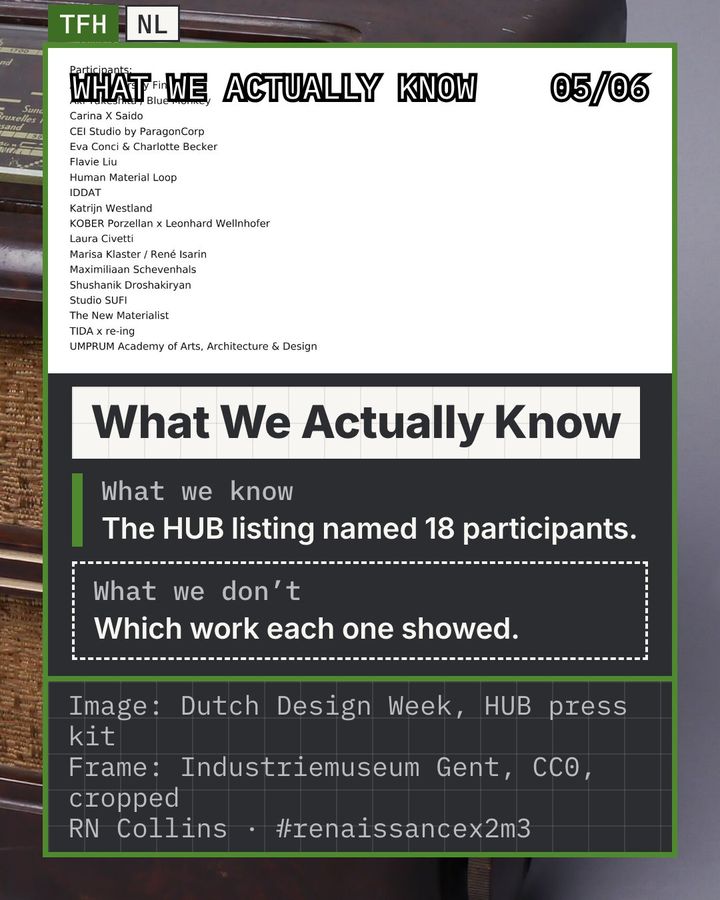 TFH NL
WHAT WE ACTUALLY KNOW 05/06
Participants:
Carina X Saido
CEI Studio by ParagonCorp
Eva Conci & Charlotte Becker
Flavie Liu
Human Material Loop
IDDAT
Katrijn Westland
KOBER Porzellan x Leonhard Wellnhofer
Laura Civetti
Marisa Klaster / René Isarin
Maximiliaan Schevenhals
Shushanik Droshakiryan
Studio SUFI
The New Materialist
TIDA x re-ing
UMPRUM Academy of Arts, Architecture & Design
What We Actually Know
What we know
The HUB listing named 18 participants.
What we don’t
Which work each one showed.
Image: Dutch Design Week, HUB press
kit
Frame: Industriemuseum Gent, CC0,
cropped
RN Collins · #renaissancex2m3